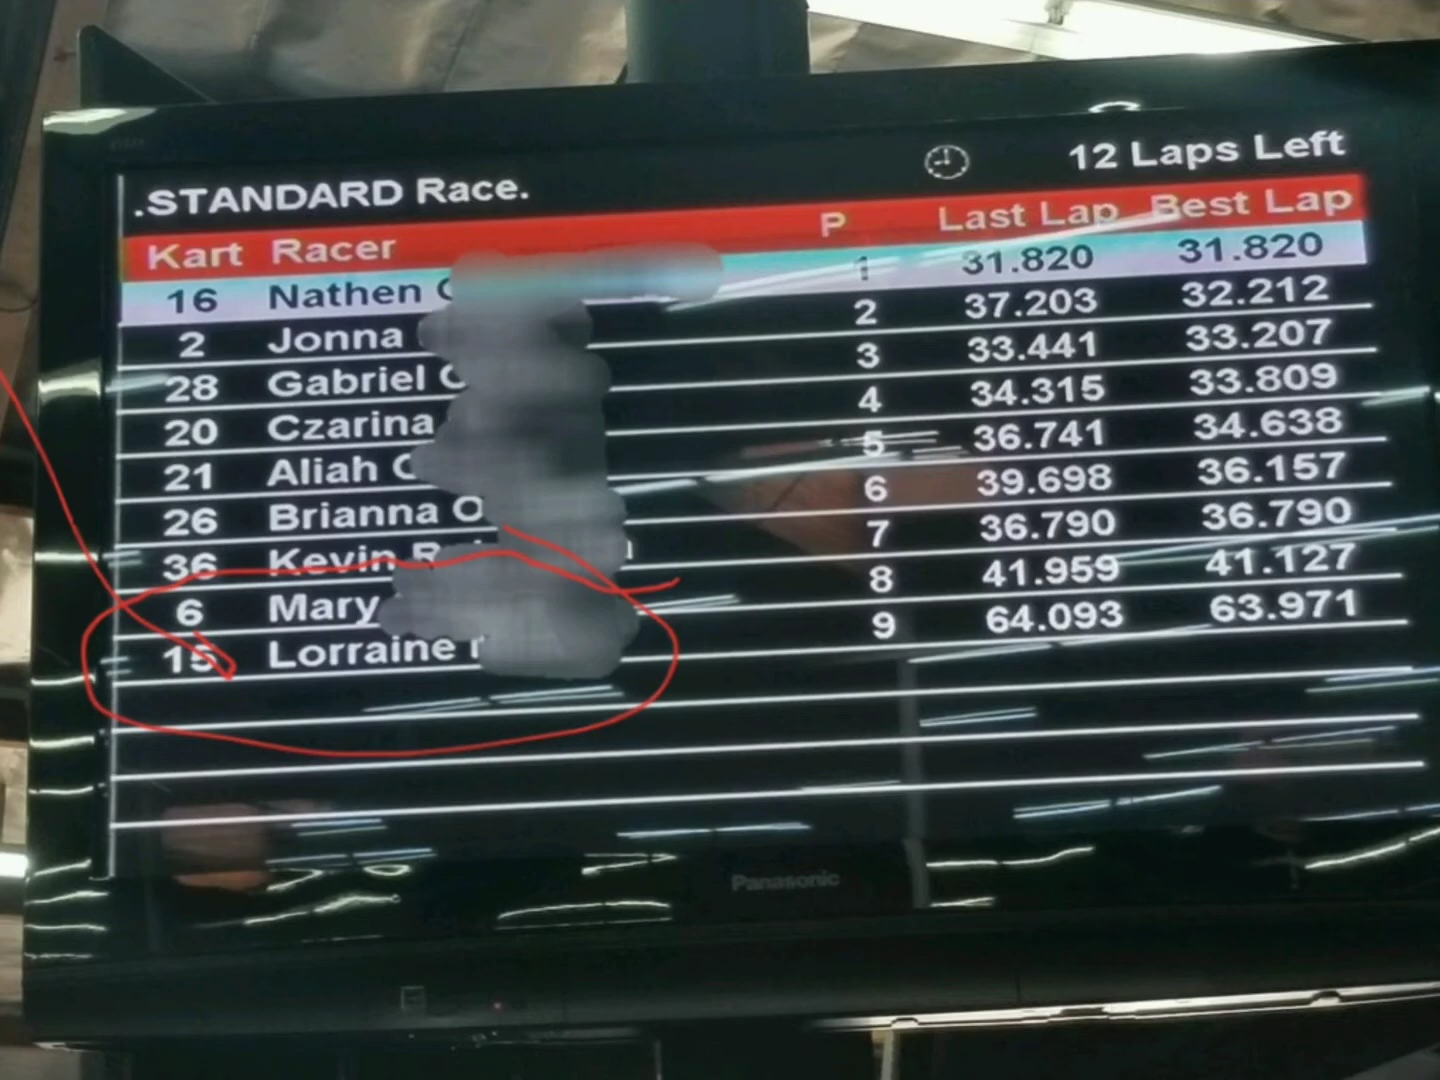 12 Laps Left
.STANDARD Race.
Kart Racer P Last Lap Best Lap
16 Nathen 1 31.820 31.820
2 Jonna 2 37.203 32.212
28 Gabriel 3 33.441 33.207
20 Czarina 4 34.315 33.809
21 Aliah 5 36.741 34.638
26 Brianna O 6 39.698 36.157
36 Kevin 7 36.790 36.790
6 Mary 8 41.959 41.127
15 Lorraine 9 64.093 63.971
Panasonic